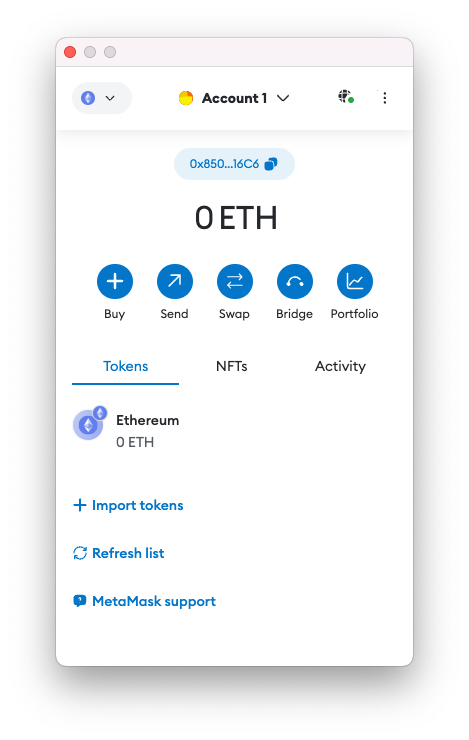 Account 1
0x850...16C6
0 ETH
Buy Send Swap Bridge Portfolio
Tokens NFTs Activity
Ethereum
0 ETH
Import tokens
Refresh list
MetaMask support